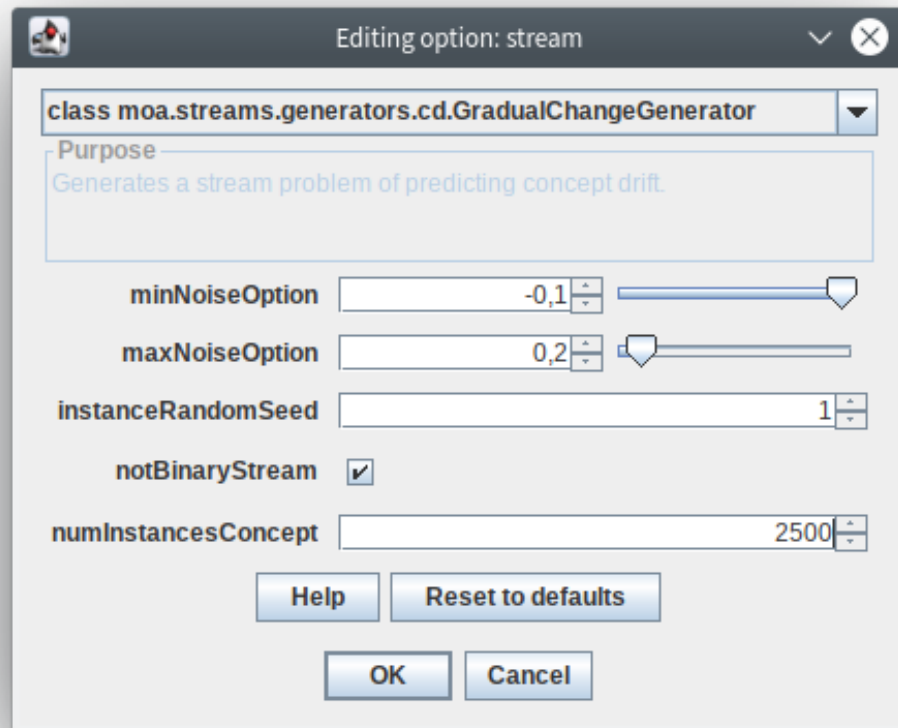 Editing option: stream
class moa.streams.generators.cd.GradualChangeGenerator
Purpose
Generates a stream problem of predicting concept drift.
minNoiseOption -0,1
maxNoiseOption 0,2
instanceRandomSeed 1
notBinaryStream
numInstancesConcept 2500
Help Reset to defaults
OK Cancel